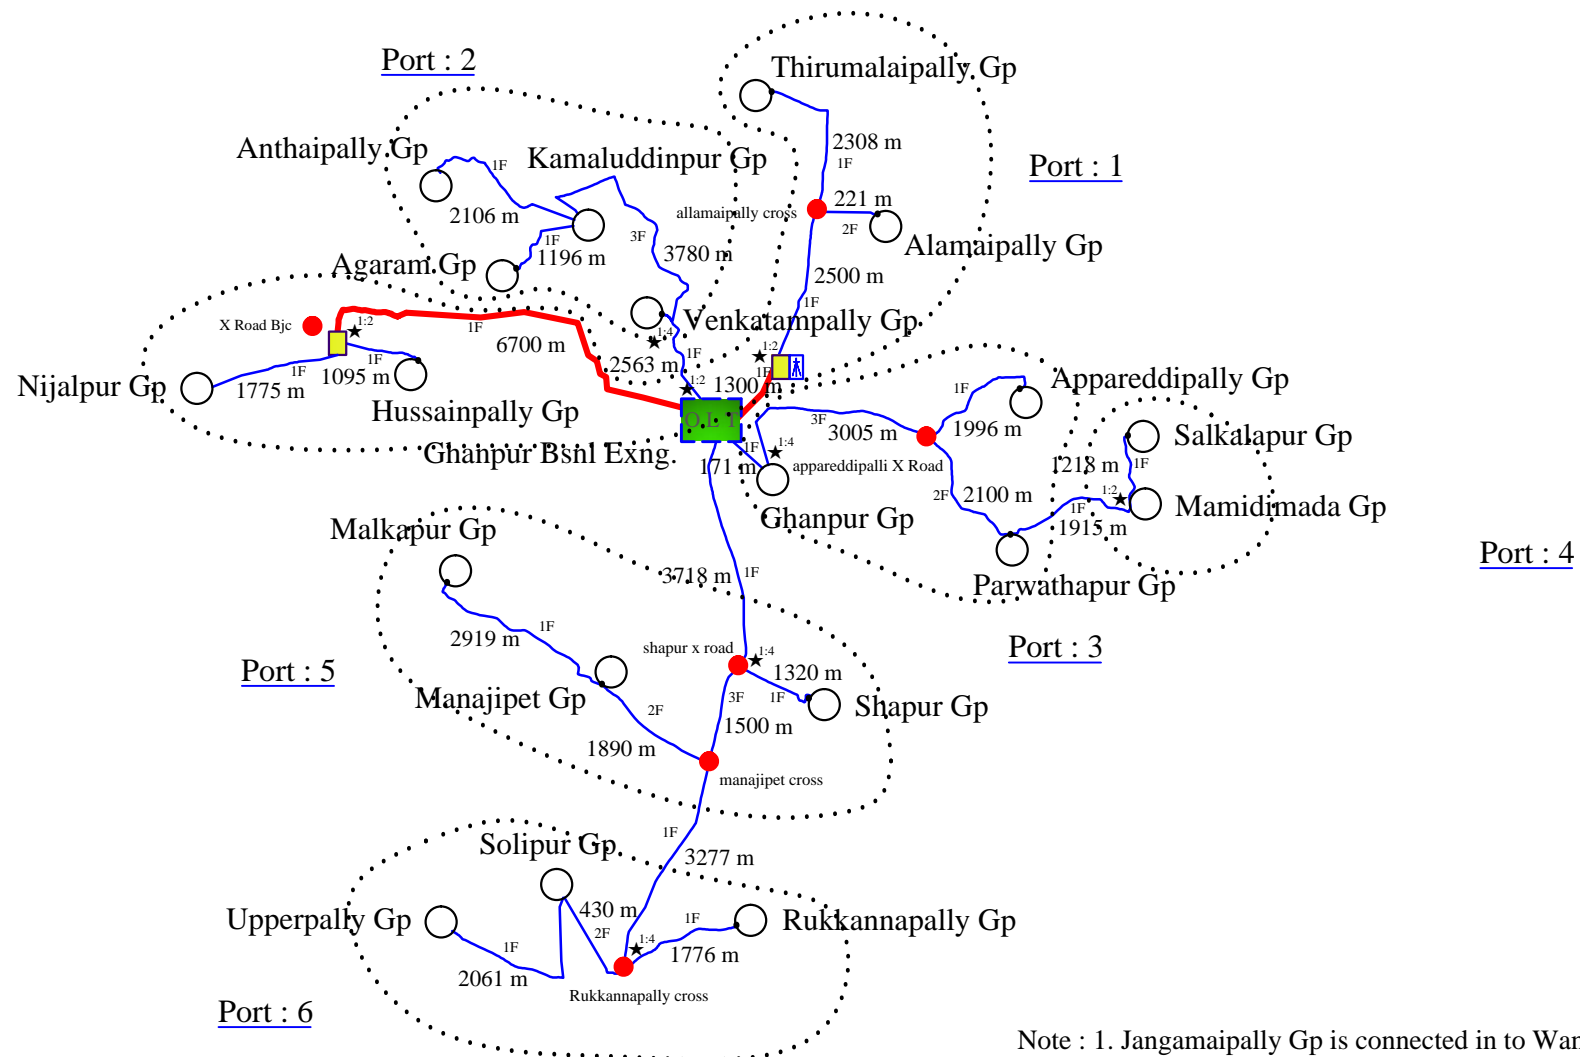 Port : 2
Thirumalaipally Gp
Anthaipally Gp
1F
Kamaluddinpur Gp
2308 m
1F
Port : 1
2106 m
allamaipally cross
221 m
2F
Alamaipally Gp
1F
1196 m
3F
3780 m
Agaram Gp
2500 m
1F
X Road Bjc
1:2
1F
6700 m
Venkatampally Gp
1:4
2563 m
1F
1:2
1:2
1F
1300 m
Nijalpur Gp
1F
1775 m
1F
1095 m
Hussainpally Gp
O L T
Ghanpur Bsnl Exng.
1F
171 m
1:4
3F
3005 m
appareddipalli X Road
1F
1996 m
Appareddipally Gp
Salkalapur Gp
1218 m
1F
2F
2100 m
1:2
1F
1915 m
Mamidimada Gp
Ghanpur Gp
Port : 4
Parwathapur Gp
Malkapur Gp
3718 m
1F
Port : 3
2919 m
1F
shapur x road
1:4
1320 m
1F
Port : 5
Manajipet Gp
2F
1890 m
3F
1500 m
Shapur Gp
manajipet cross
1F
3277 m
Solipur Gp
430 m
2F
Upperpally Gp
1F
2061 m
1:4
1F
1776 m
Rukkannapally Gp
Rukkannapally cross
Port : 6
Note : 1. Jangamaipally Gp is connected in to Wan